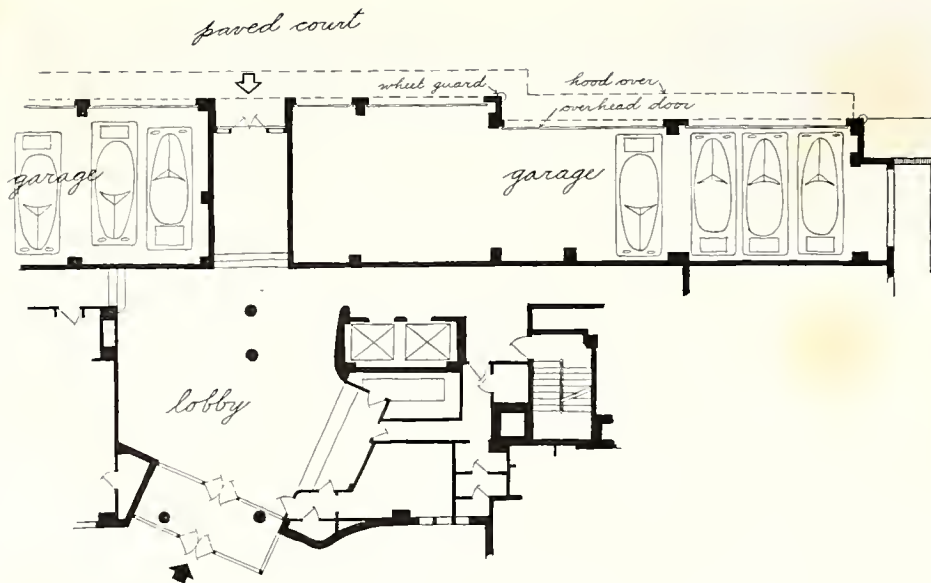 paved court
wheel guard
hood over
overhead door
garage
garage
lobby